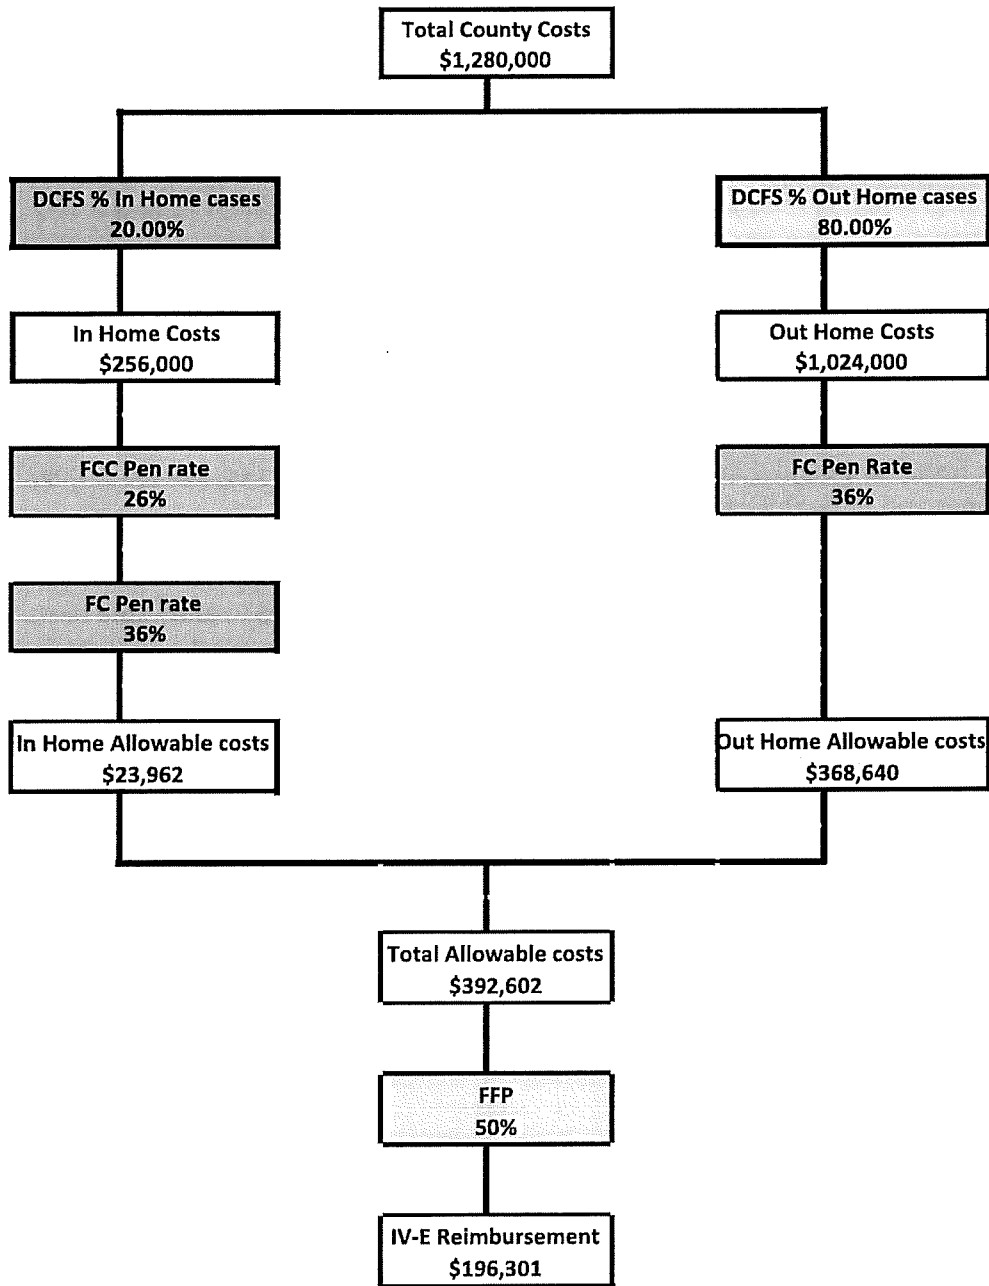 Total County Costs
$1,280,000
DCFS % In Home cases
20.00%
DCFS % Out Home cases
80.00%
In Home Costs
$256,000
Out Home Costs
$1,024,000
FCC Pen rate
26%
FC Pen Rate
36%
FC Pen rate
36%
In Home Allowable costs
$23,962
Out Home Allowable costs
$368,640
Total Allowable costs
$392,602
FFP
50%
IV-E Reimbursement
$196,301